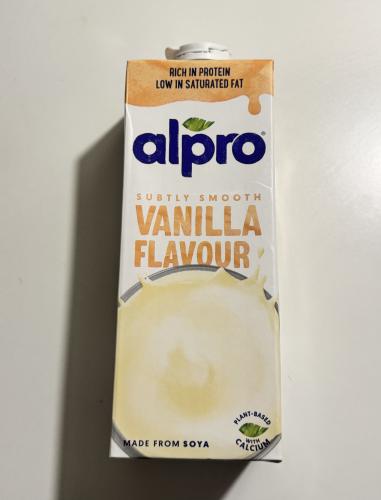 RICH IN PROTEIN
LOW IN SATURATED FAT
alpro®
SUBTLY SMOOTH
VANILLA
FLAVOUR
PLANT-BASED
WITH
CALCIUM
MADE FROM SOYA